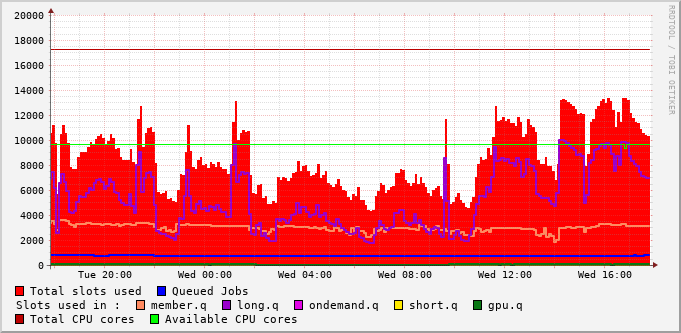 20000
18000
16000
14000
12000
10000
8000
6000
4000
2000
0
Tue 20:00 Wed 00:00 Wed 04:00 Wed 08:00 Wed 12:00 Wed 16:00
RRDTOOL / TOBI OETIKER
Total slots used Queued Jobs
Slots used in : member.q long.q ondemand.q short.q gpu.q
Total CPU cores Available CPU cores